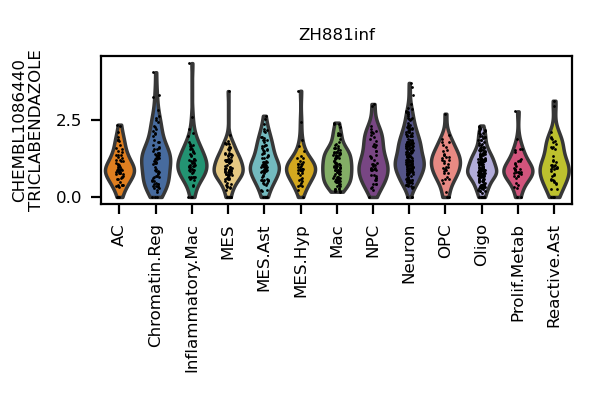 ZH881inf
CHEMBL1086440
TRICLABENDAZOLE
2.5
0.0
AC
Chromatin.Reg
Inflammatory.Mac
MES
MES.Ast
MES.Hyp
Mac
NPC
Neuron
OPC
Oligo
Prolif.Metab
Reactive.Ast